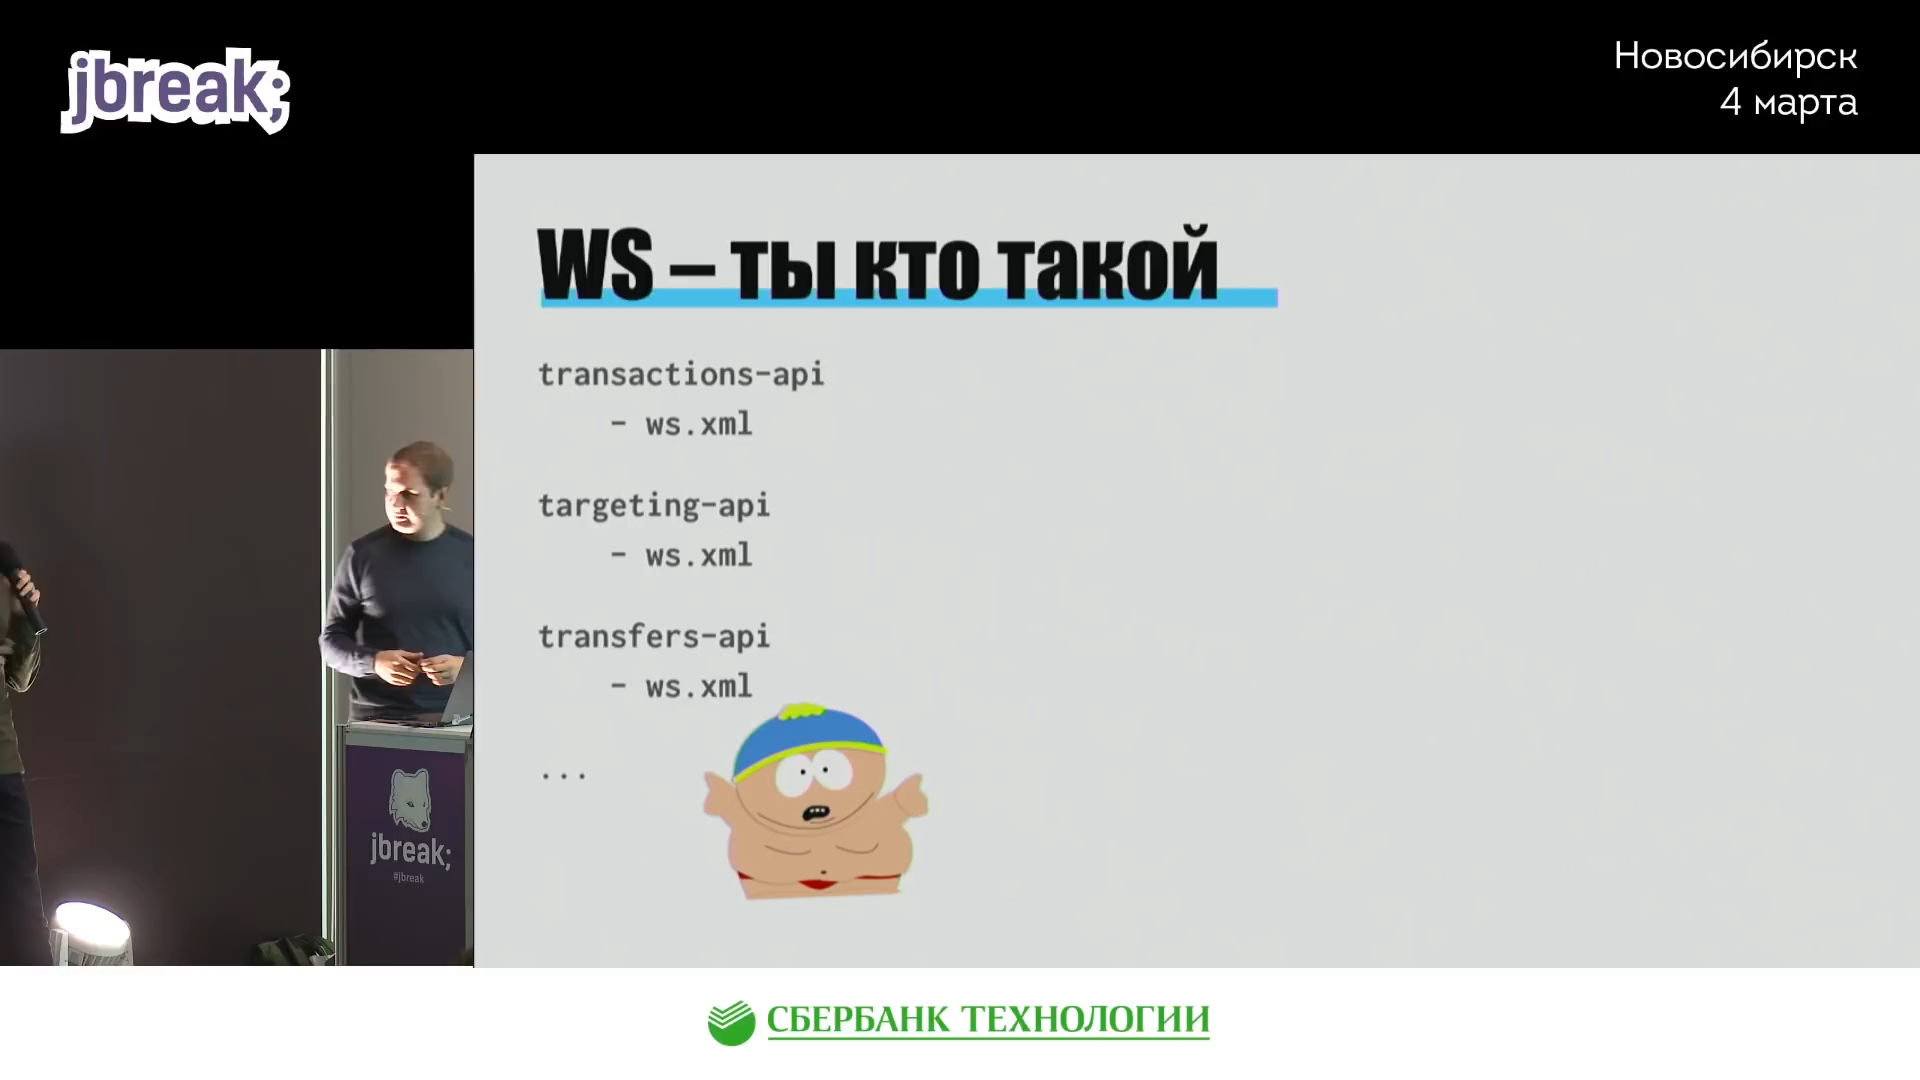 jbreak;
Новосибирск
4 марта
WS – ты кто такой
transactions-api
- ws.xml
targeting-api
- ws.xml
transfers-api
- ws.xml
...
jbreak;
#jbreak
СБЕРБАНК ТЕХНОЛОГИИ